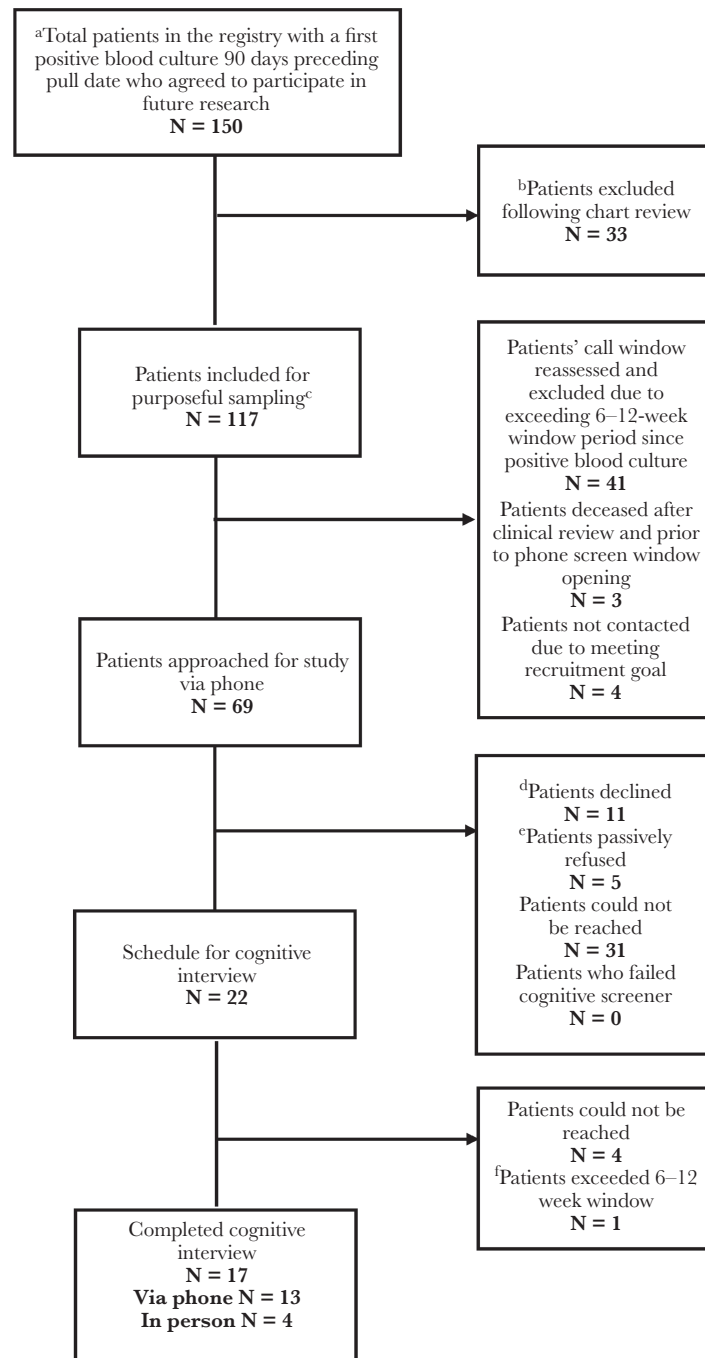 ᵃTotal patients in the registry with a first
positive blood culture 90 days preceding
pull date who agreed to participate in
future research
N = 150
ᵇPatients excluded
following chart review
N = 33
Patients included for
purposeful samplingᶜ
N = 117
Patients’ call window
reassessed and
excluded due to
exceeding 6–12-week
window period since
positive blood culture
N = 41
Patients deceased after
clinical review and prior
to phone screen window
opening
N = 3
Patients not contacted
due to meeting
recruitment goal
N = 4
Patients approached for study
via phone
N = 69
ᵈPatients declined
N = 11
ᵉPatients passively
refused
N = 5
Patients could not
be reached
N = 31
Patients who failed
cognitive screener
N = 0
Schedule for cognitive
interview
N = 22
Patients could not be
reached
N = 4
ᶠPatients exceeded 6–12
week window
N = 1
Completed cognitive
interview
N = 17
Via phone N = 13
In person N = 4